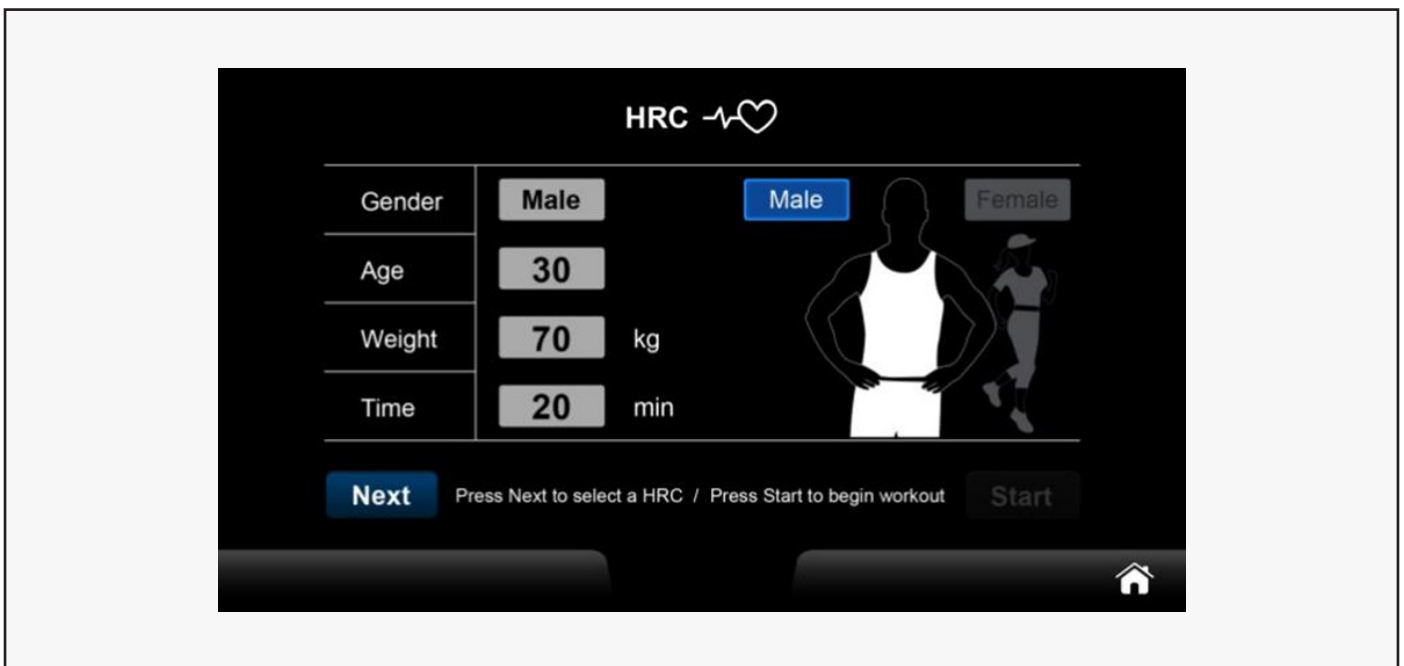 HRC
Gender Male Male Female
Age 30
Weight 70 kg
Time 20 min
Next Press Next to select a HRC / Press Start to begin workout Start